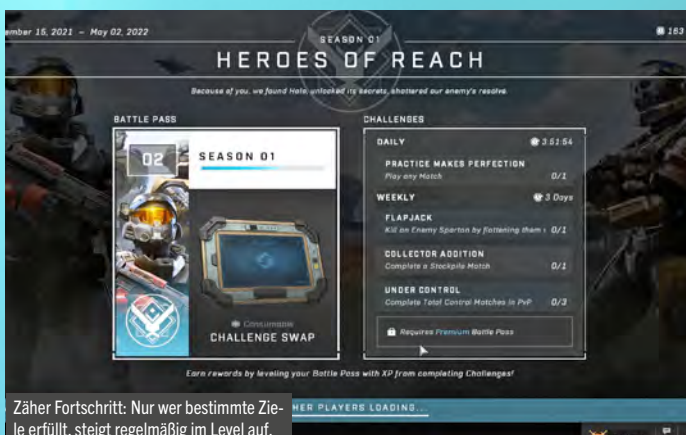 ember 15, 2021 – May 02, 2022
163
SEASON 01
HEROES OF REACH
Because of you, we found Halo, unlocked its secrets, shattered our enemy's resolve.
BATTLE PASS
02
SEASON 01
Consumable
CHALLENGE SWAP
CHALLENGES
DAILY 3:51:54
PRACTICE MAKES PERFECTION
Play any Match 0/1
WEEKLY 3 Days
FLAPJACK
Kill an Enemy Spartan by flattening them 0/1
COLLECTOR ADDITION
Complete a Stockpile Match 0/1
UNDER CONTROL
Complete Total Control Matches in PvP 0/3
Requires Premium Battle Pass
Earn rewards by leveling your Battle Pass with XP from completing Challenges!
HER PLAYERS LOADING...
Zäher Fortschritt: Nur wer bestimmte Zie-
le erfüllt, steigt regelmäßig im Level auf.